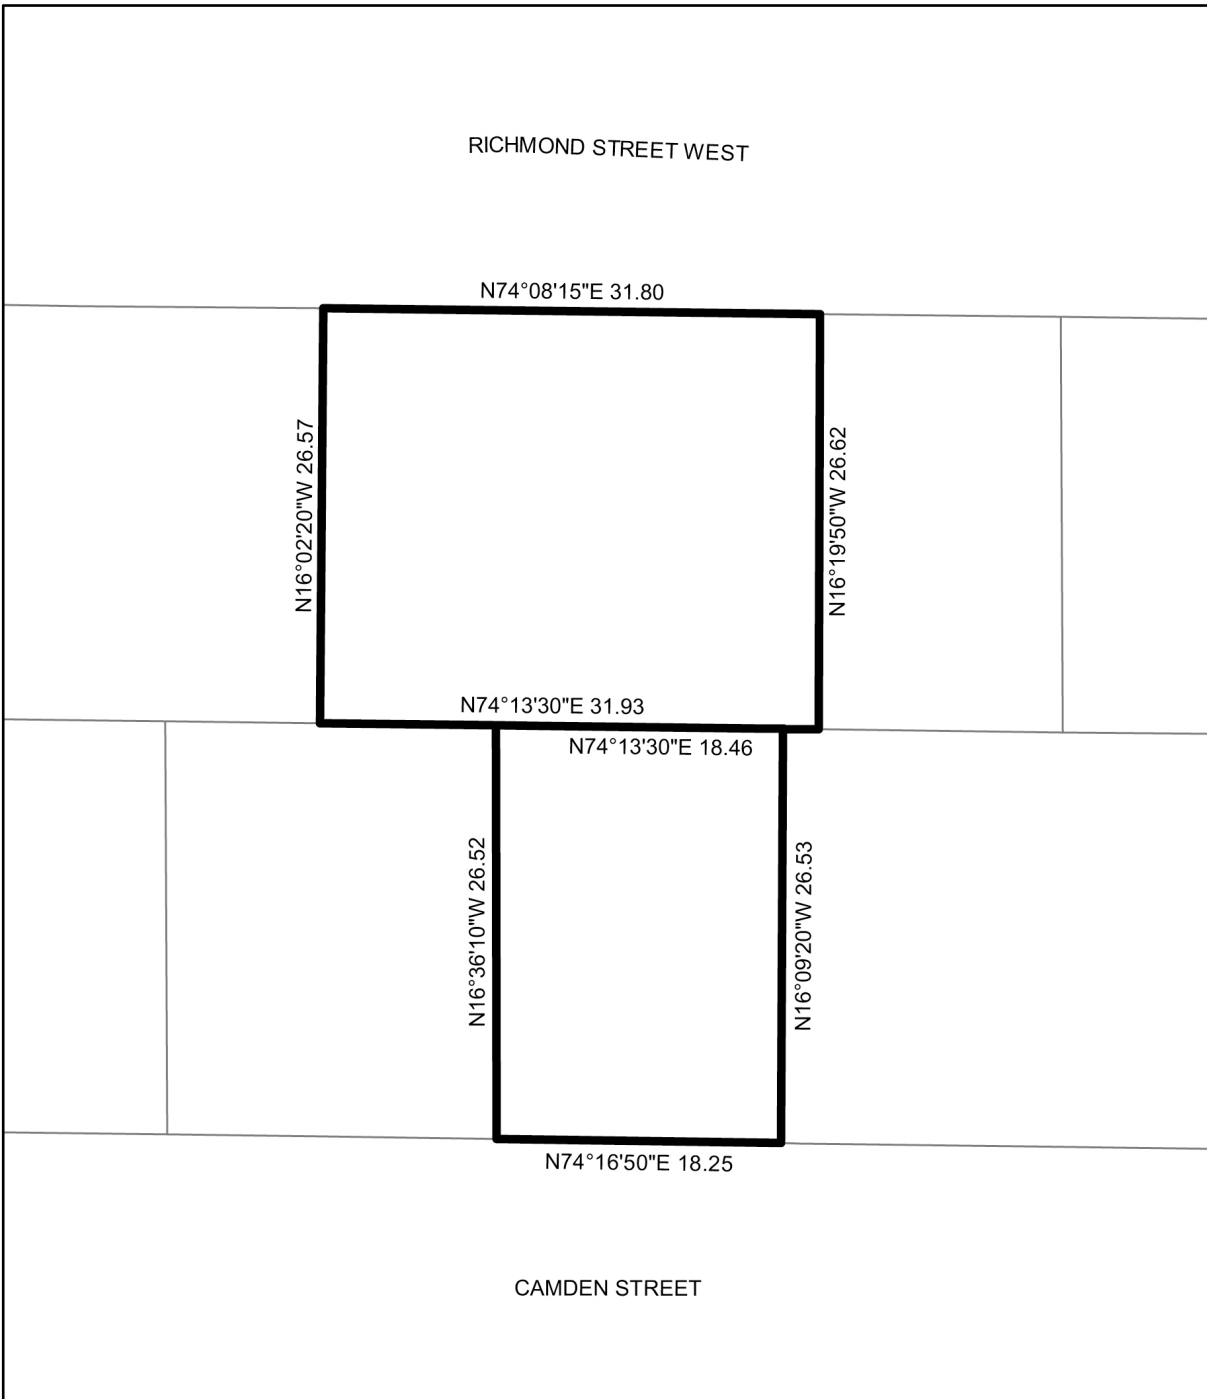 RICHMOND STREET WEST
N74°08'15"E 31.80
N16°02'20"W 26.57
N16°19'50"W 26.62
N74°13'30"E 31.93
N74°13'30"E 18.46
N16°36'10"W 26.52
N16°09'20"W 26.53
N74°16'50"E 18.25
CAMDEN STREET